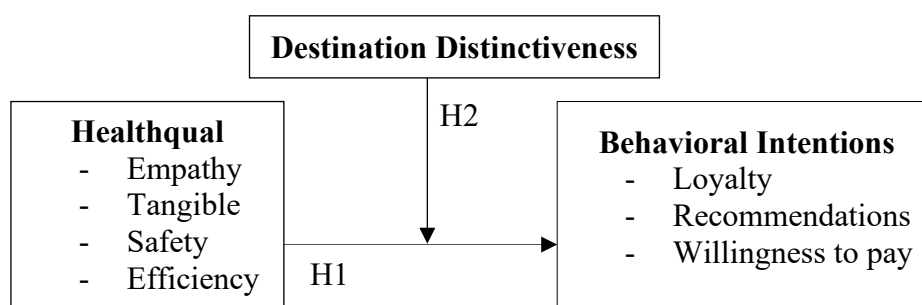 Destination Distinctiveness
H2
Healthqual
- Empathy
- Tangible
- Safety
- Efficiency
H1
Behavioral Intentions
- Loyalty
- Recommendations
- Willingness to pay